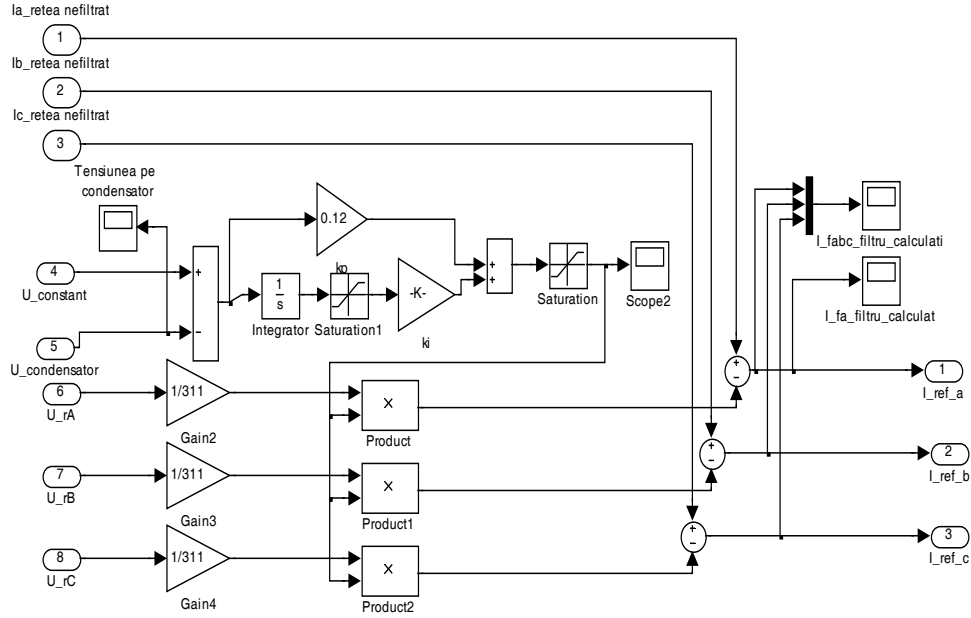 Ia_retea nefiltrat
1
Ib_retea nefiltrat
2
Ic_retea nefiltrat
3
Tensiunea pe
condensator
0.12
kp
I_fabc_filtru_calculati
4
U_constant
+
−
1
s
Integrator
Saturation1
-K-
ki
+
+
Saturation
Scope2
I_fa_filtru_calculat
5
U_condensator
6
U_rA
1/311
Gain2
X
Product
+
−
1
I_ref_a
7
U_rB
1/311
Gain3
X
Product1
+
−
2
I_ref_b
8
U_rC
1/311
Gain4
X
Product2
+
−
3
I_ref_c